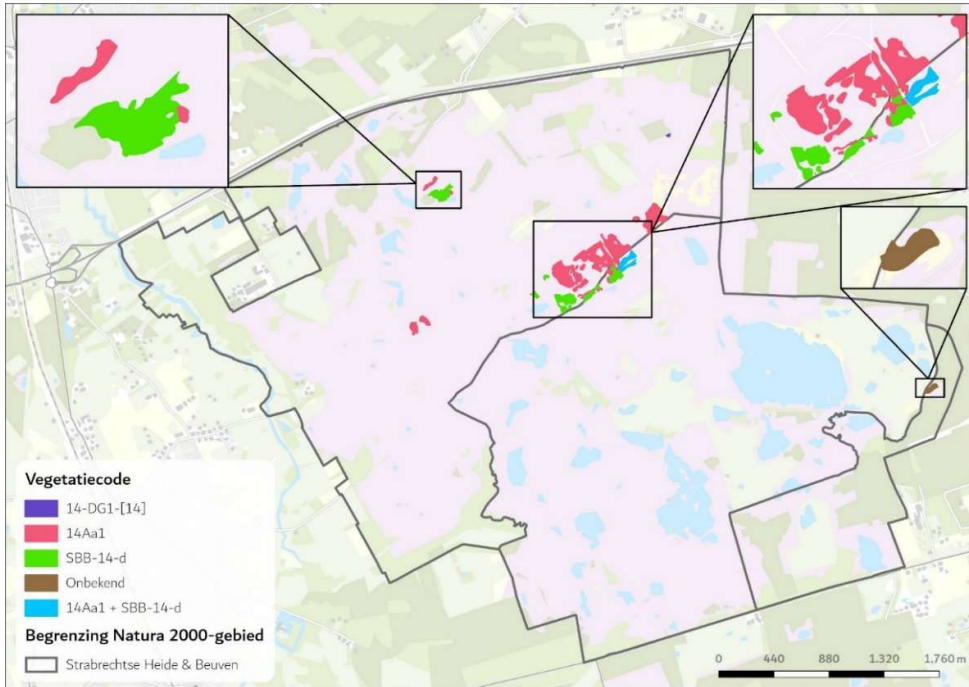 Vegetatiecode
14-DG1-[14]
14Aa1
SBB-14-d
Onbekend
14Aa1 + SBB-14-d
Begrenzing Natura 2000-gebied
Strabrechtse Heide & Beuven
0 440 880 1.320 1.760 m